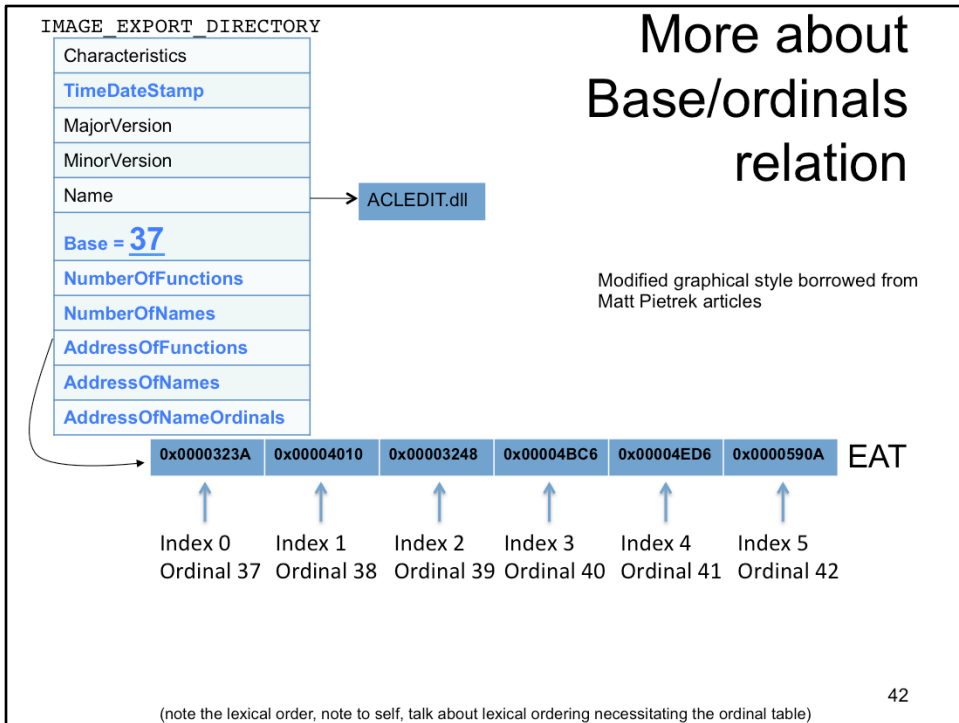 IMAGE_EXPORT_DIRECTORY
More about
Base/ordinals
relation
Characteristics
TimeDateStamp
MajorVersion
MinorVersion
Name
ACLEDIT.dll
Base = 37
NumberOfFunctions
Modified graphical style borrowed from
Matt Pietrek articles
NumberOfNames
AddressOfFunctions
AddressOfNames
AddressOfNameOrdinals
0x0000323A 0x00004010 0x00003248 0x00004BC6 0x00004ED6 0x0000590A EAT
Index 0 Index 1 Index 2 Index 3 Index 4 Index 5
Ordinal 37 Ordinal 38 Ordinal 39 Ordinal 40 Ordinal 41 Ordinal 42
42
(note the lexical order, note to self, talk about lexical ordering necessitating the ordinal table)